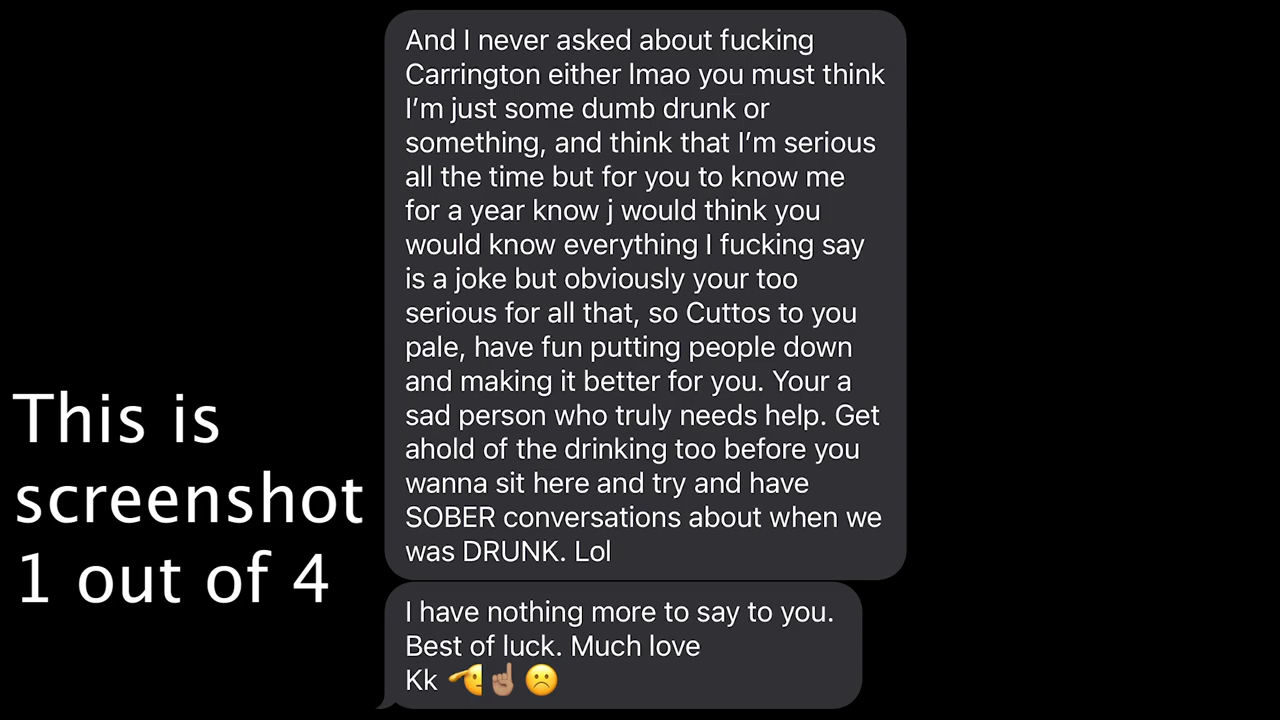 And I never asked about fucking
Carrington either lmao you must think
I'm just some dumb drunk or
something, and think that I'm serious
all the time but for you to know me
for a year know j would think you
would know everything I fucking say
is a joke but obviously your too
serious for all that, so Cuttos to you
pale, have fun putting people down
and making it better for you. Your a
sad person who truly needs help. Get
ahold of the drinking too before you
wanna sit here and try and have
SOBER conversations about when we
was DRUNK. Lol
I have nothing more to say to you.
Best of luck. Much love
Kk
This is
screenshot
1 out of 4